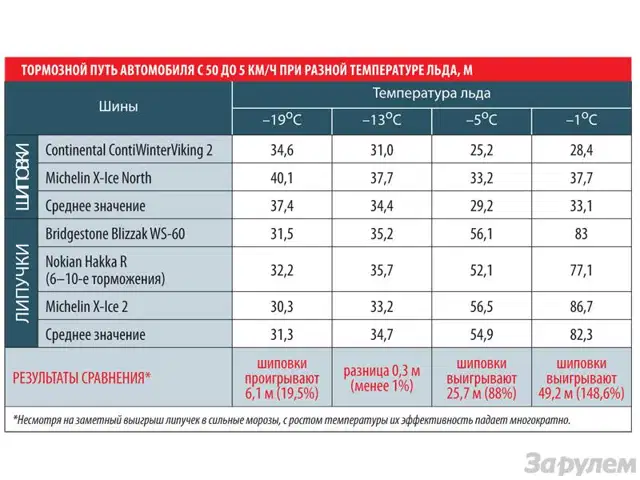 ТОРМОЗНОЙ ПУТЬ АВТОМОБИЛЯ С 50 ДО 5 КМ/Ч ПРИ РАЗНОЙ ТЕМПЕРАТУРЕ ЛЬДА, М
Шины Температура льда
–19°С –13°С –5°С –1°С
ШИПОВКИ
Continental ContiWinterViking 2 34,6 31,0 25,2 28,4
Michelin X-Ice North 40,1 37,7 33,2 37,7
Среднее значение 37,4 34,4 29,2 33,1
ЛИПУЧКИ
Bridgestone Blizzak WS-60 31,5 35,2 56,1 83
Nokian Hakka R
(6–10-е торможения) 32,2 35,7 52,1 77,1
Michelin X-Ice 2 30,3 33,2 56,5 86,7
Среднее значение 31,3 34,7 54,9 82,3
РЕЗУЛЬТАТЫ СРАВНЕНИЯ*
шиповки
проигрывают
6,1 м (19,5%)
разница 0,3 м
(менее 1%)
шиповки
выигрывают
25,7 м (88%)
шиповки
выигрывают
49,2 м (148,6%)
*Несмотря на заметный выигрыш липучек в сильные морозы, с ростом температуры их эффективность падает многократно.
За рулем